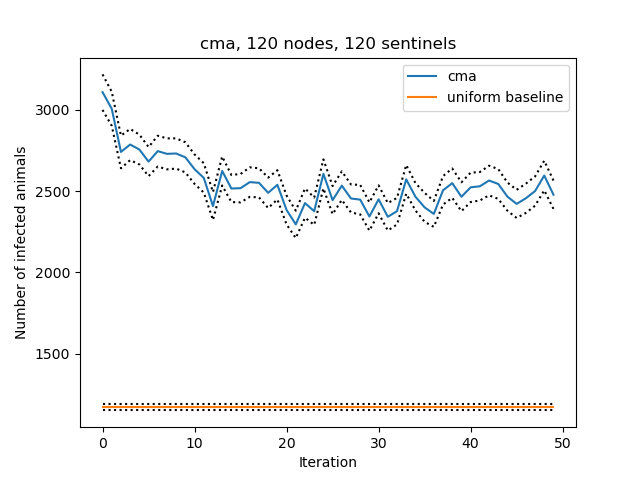 cma, 120 nodes, 120 sentinels
cma
uniform baseline
Number of infected animals
3000
2500
2000
1500
0 10 20 30 40 50
Iteration